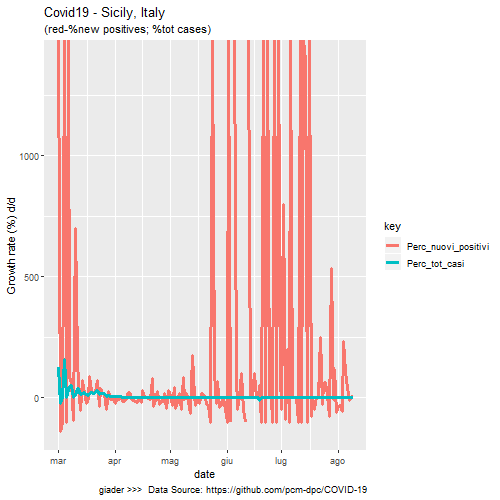 Covid19 - Sicily, Italy
(red-%new positives; %tot cases)
Growth rate (%) d/d
1000
500
0
mar apr mag giu lug ago
date
key
Perc_nuovi_positivi
Perc_tot_casi
giader >>> Data Source: https://github.com/pcm-dpc/COVID-19